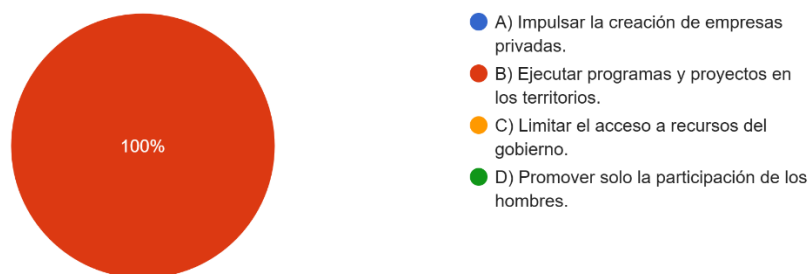 100%
A) Impulsar la creación de empresas
privadas.
B) Ejecutar programas y proyectos en
los territorios.
C) Limitar el acceso a recursos del
gobierno.
D) Promover solo la participación de los
hombres.